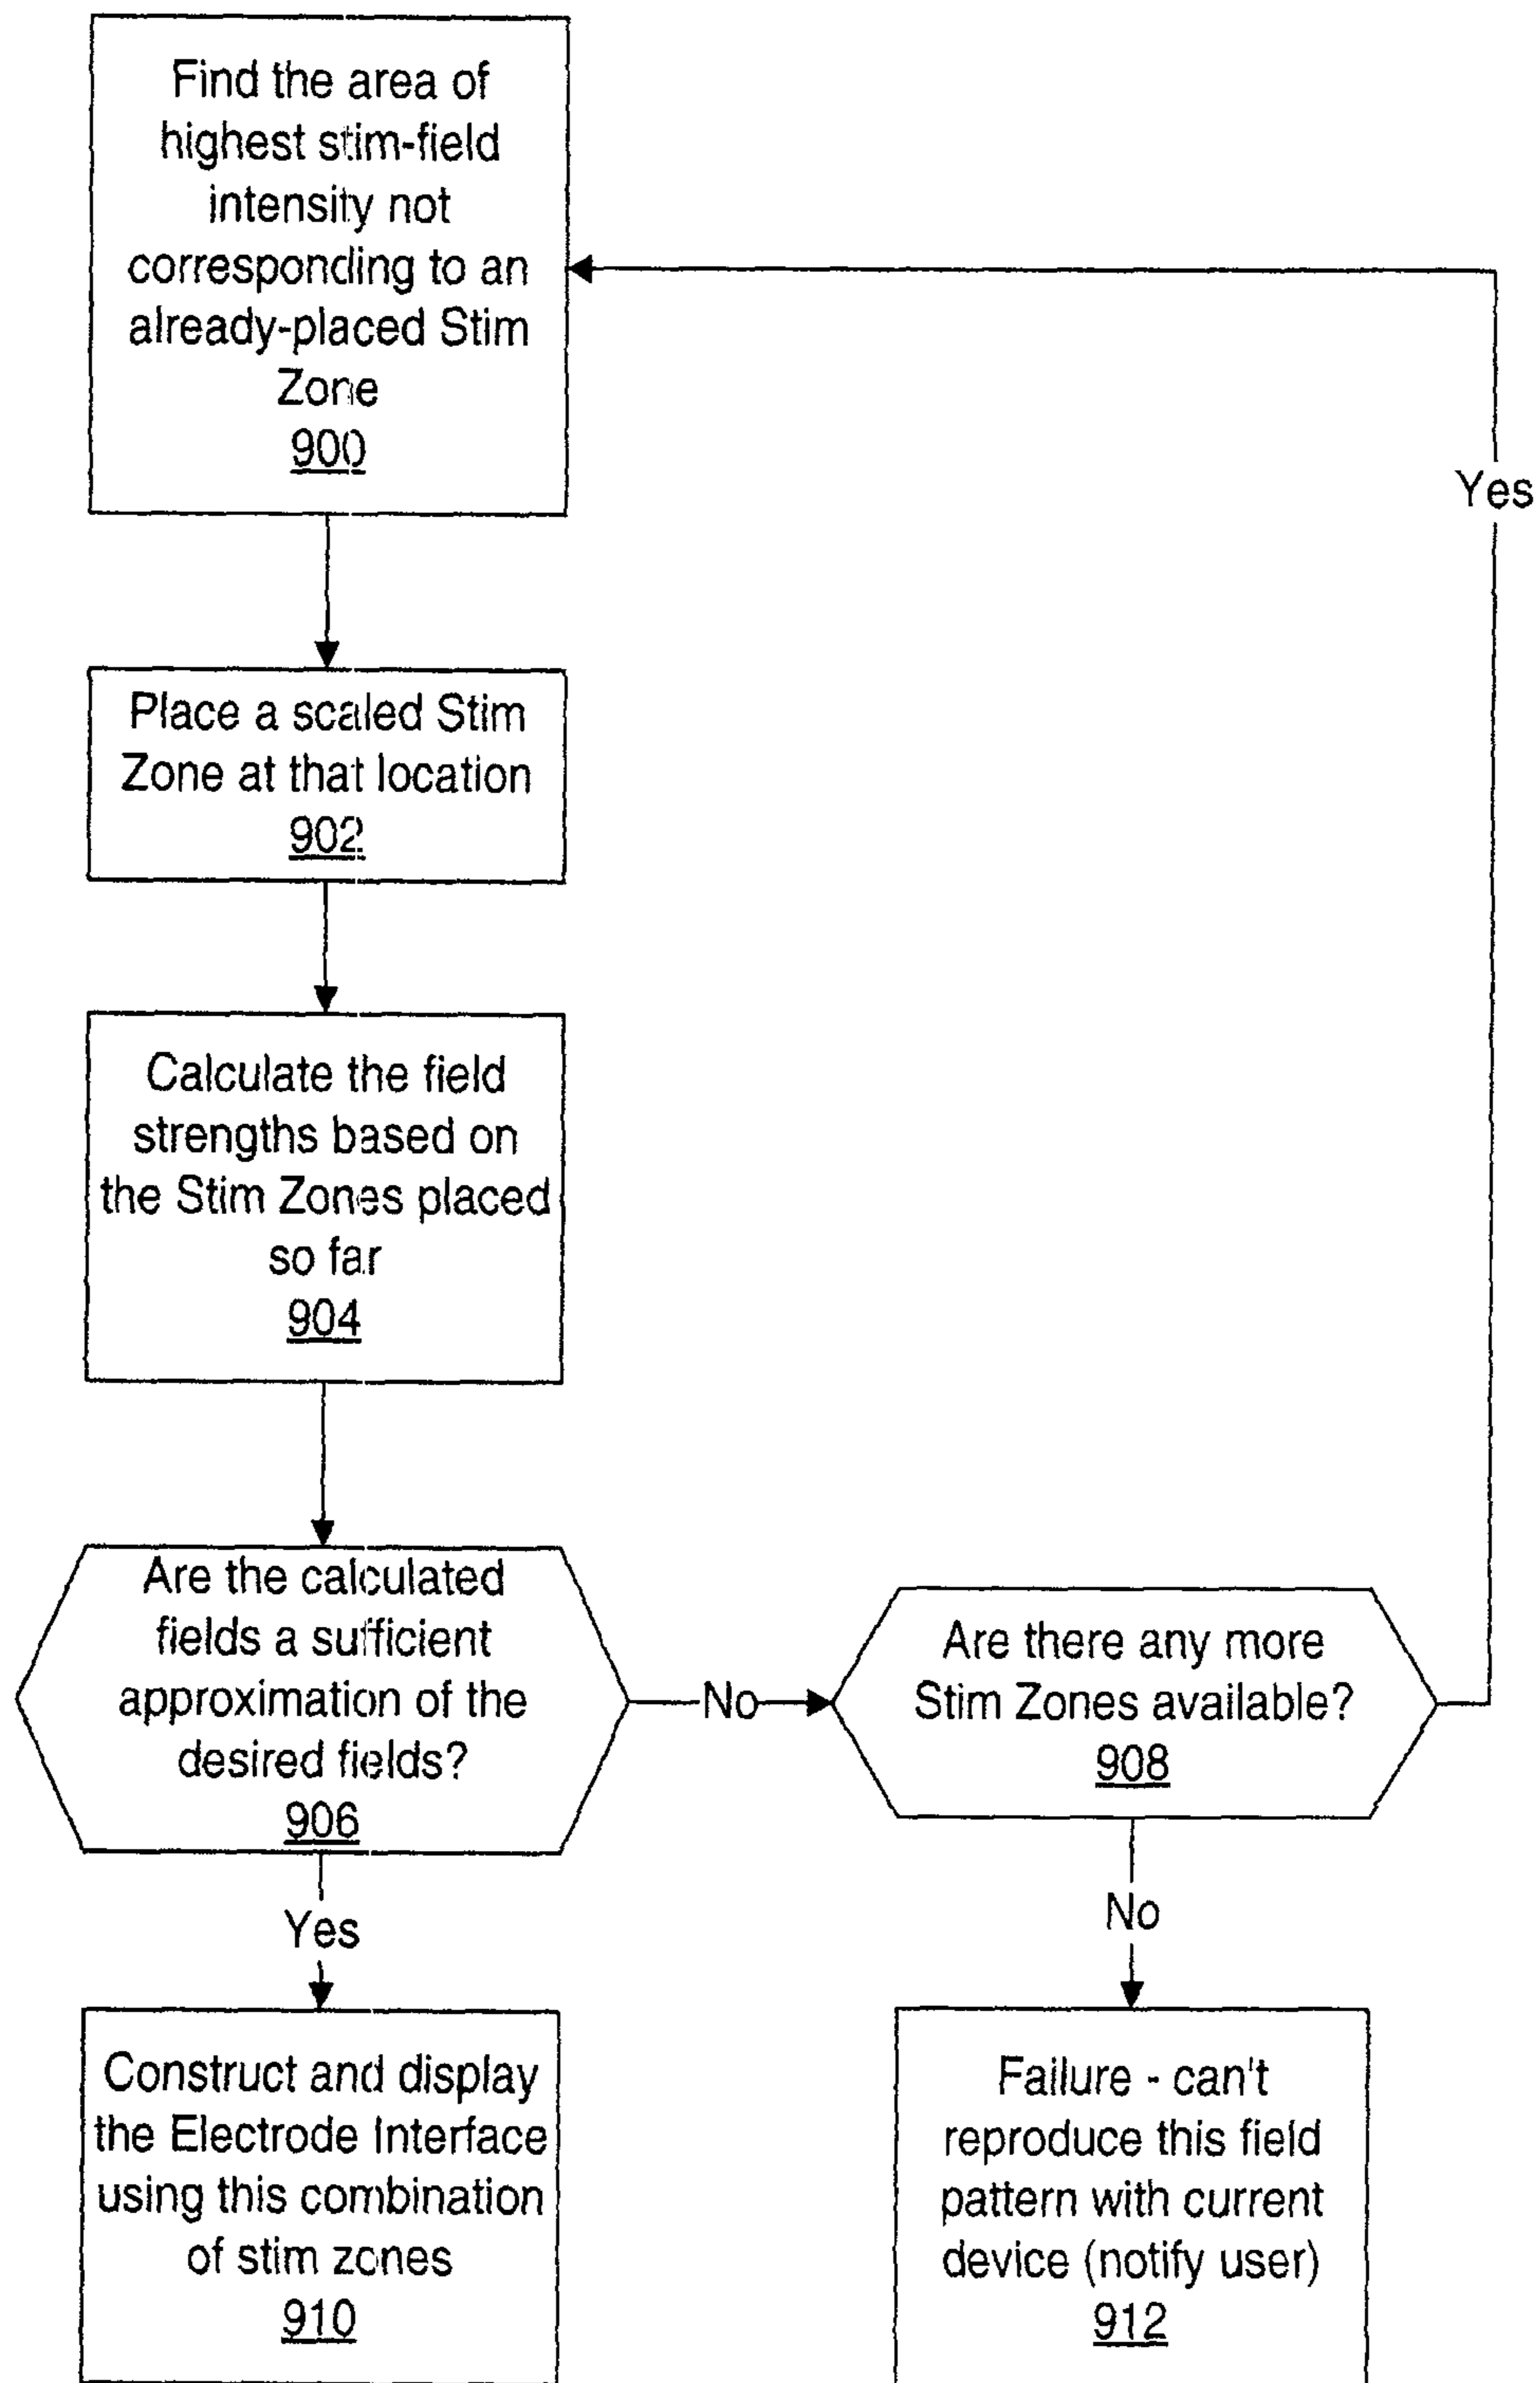 Find the area of
highest stim-field
intensity not
corresponding to an
already-placed Stim
Zone
900
Yes
Place a scaled Stim
Zone at that location
902
Calculate the field
strengths based on
the Stim Zones placed
so far
904
Are the calculated
fields a sufficient
approximation of the
desired fields?
906
No
Are there any more
Stim Zones available?
908
Yes
No
Construct and display
the Electrode Interface
using this combination
of stim zones
910
Failure - can't
reproduce this field
pattern with current
device (notify user)
912